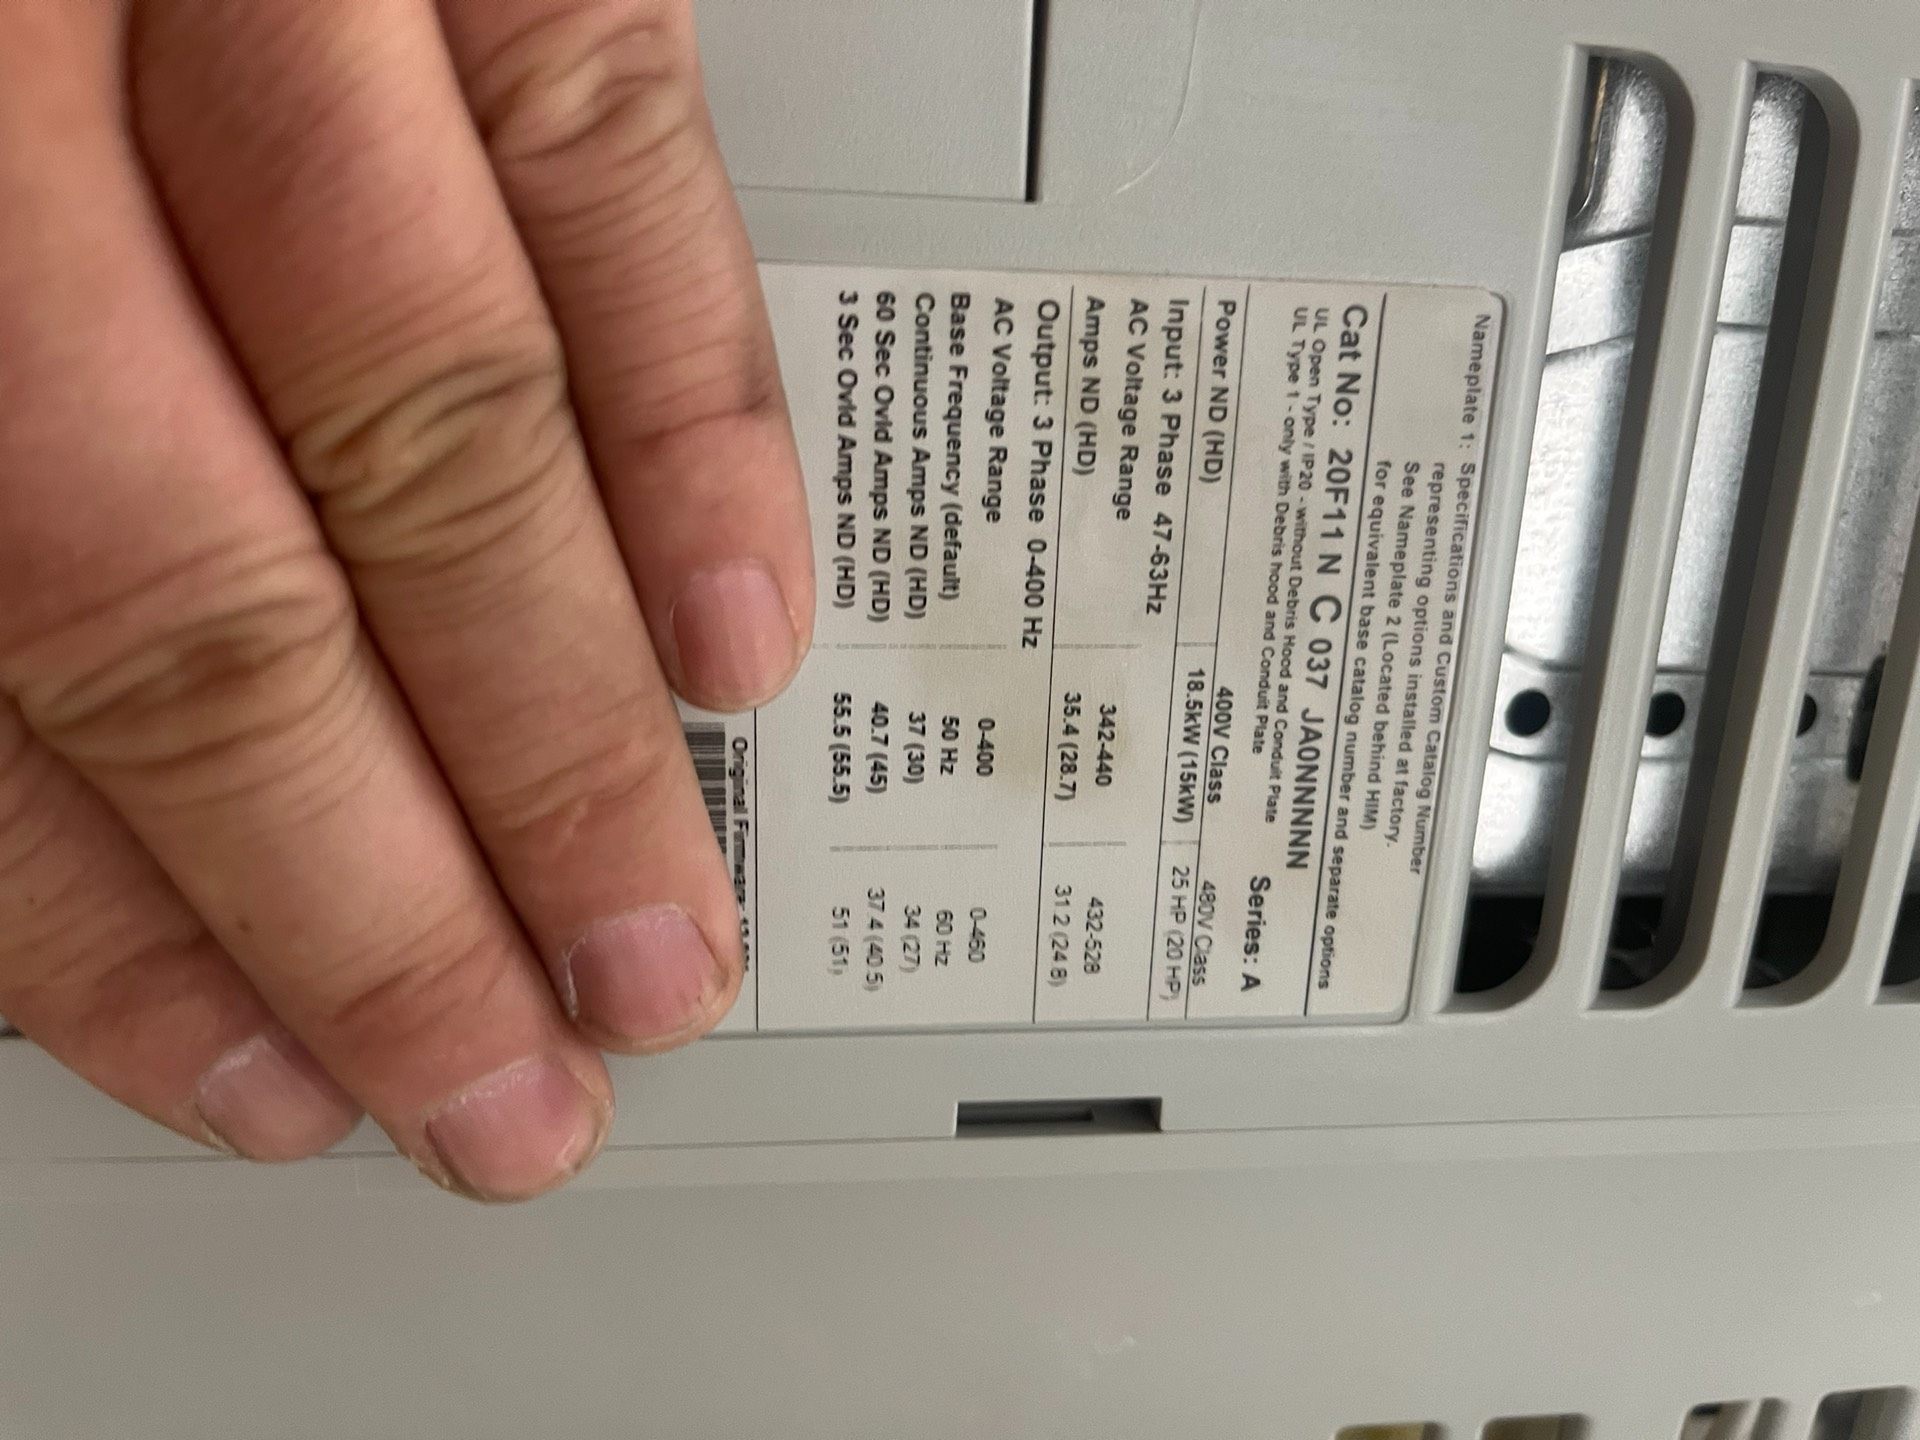 Nameplate 1: Specifications and Custom Catalog Number
representing options installed at factory.
See Nameplate 2 (Located behind HIM)
for equivalent base catalog number and separate options
Cat No: 20F11 N C 037 JA0NNNNN
UL Open Type / IP20 - without Debris Hood and Conduit Plate
UL Type 1 - only with Debris hood and Conduit Plate
Series: A
400V Class 480V Class
Power ND (HD) 18.5kW (15kW) 25 HP (20 HP)
Input: 3 Phase 47-63Hz
AC Voltage Range 342-440 432-528
Amps ND (HD) 35.4 (28.7) 31.2 (24.8)
Output: 3 Phase 0-400 Hz
AC Voltage Range 0-400 0-460
Base Frequency (default) 50 Hz 60 Hz
Continuous Amps ND (HD) 37 (30) 34 (27)
60 Sec Ovld Amps ND (HD) 40.7 (45) 37.4 (40.5)
3 Sec Ovld Amps ND (HD) 55.5 (55.5) 51 (51)
Original Firmware: